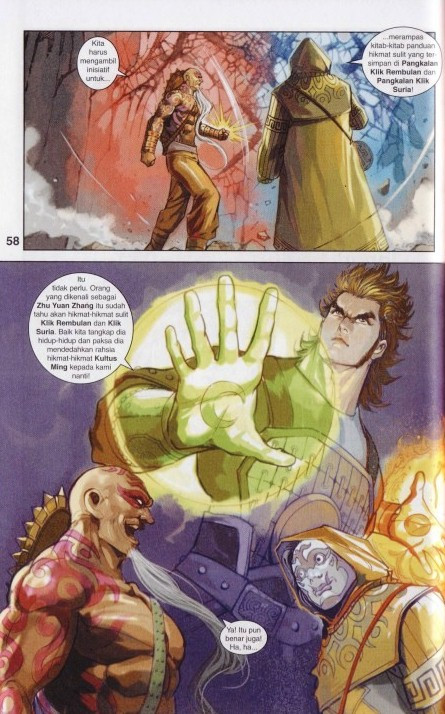 Kita
harus
mengambil
inisiatif
untuk...
...merampas
kitab-kitab panduan
hikmat sulit yang ter-
simpan di Pangkalan
Klik Rembulan dan
Pangkalan Klik
Suria!
58
Itu
tidak perlu. Orang
yang dikenali sebagai
Zhu Yuan Zhang itu sudah
tahu akan hikmat-hikmat sulit
Klik Rembulan dan Klik
Suria. Baik kita tangkap dia
hidup-hidup dan paksa dia
mendedahkan rahsia
hikmat-hikmat Kultus
Ming kepada kami
nanti!
Ya! Itu pun
benar juga!
Ha, ha...